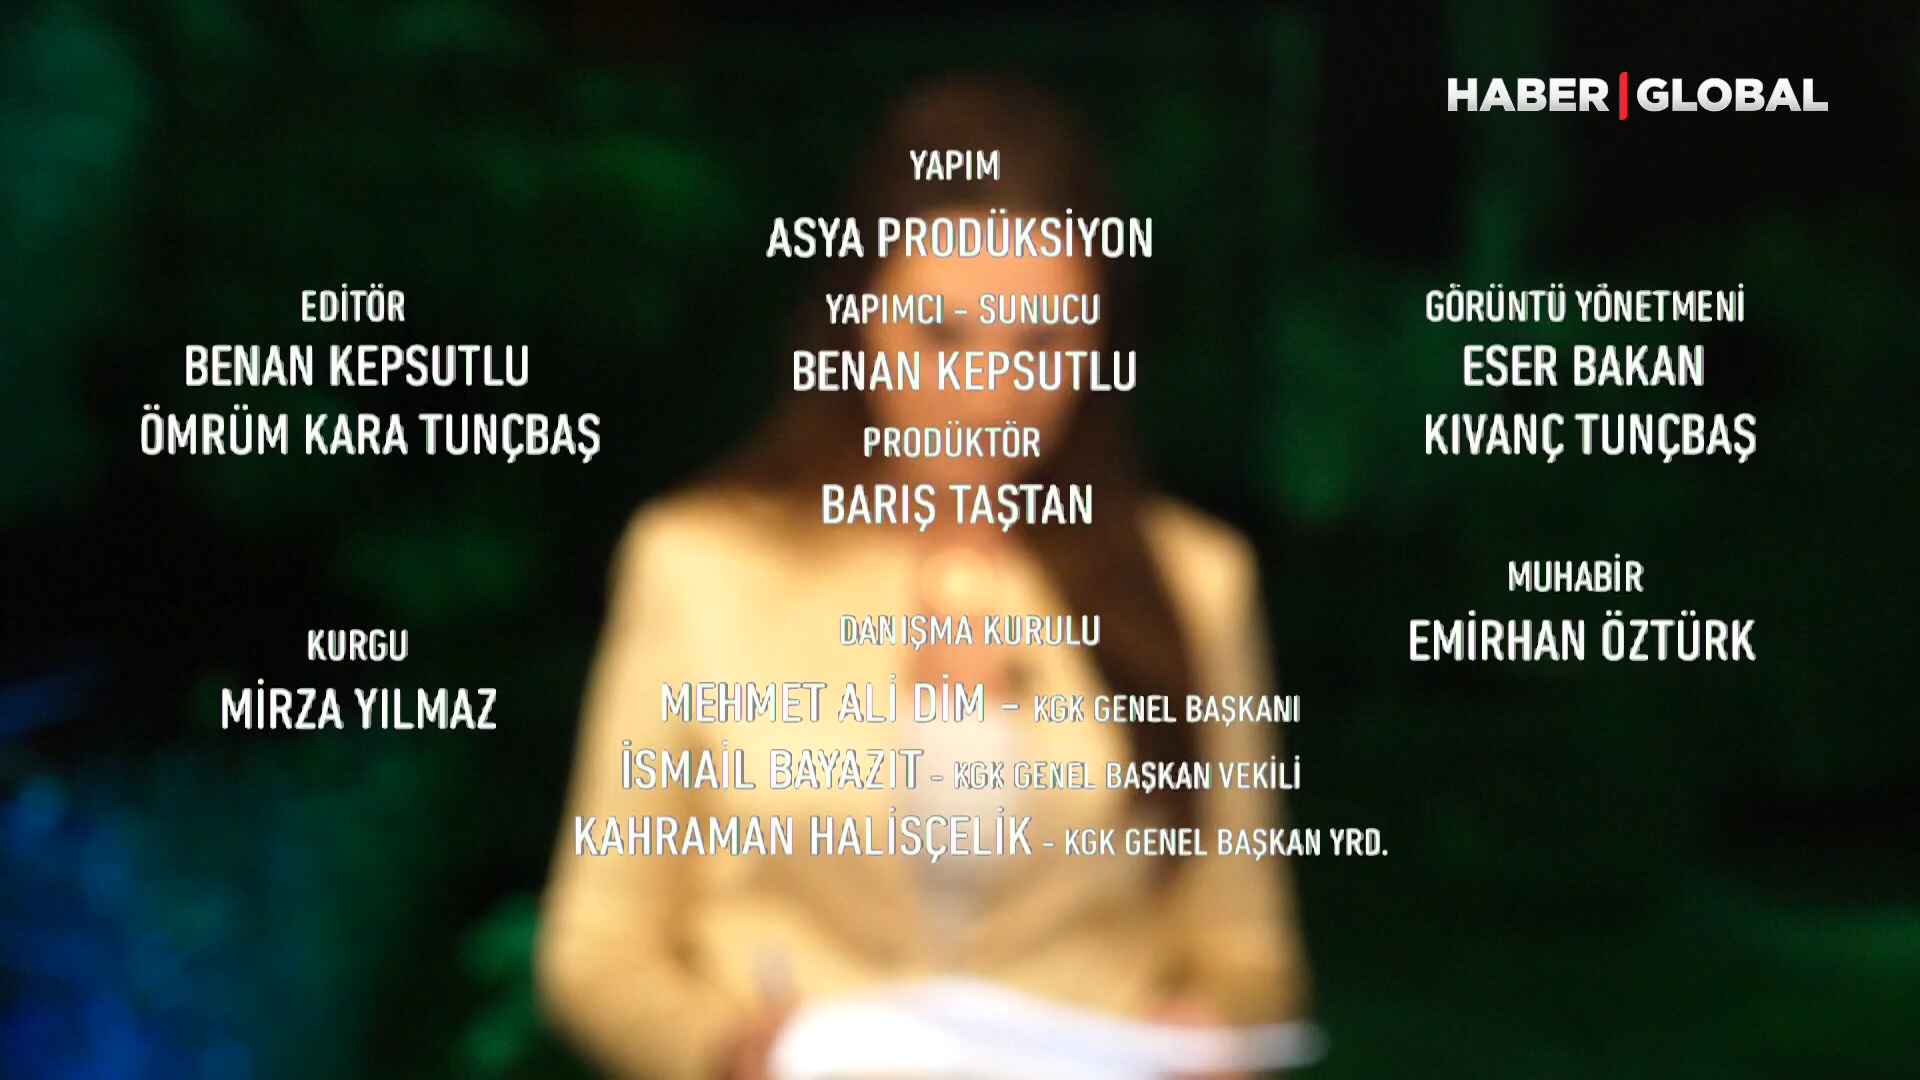 HABER | GLOBAL
YAPIM
ASYA PRODÜKSİYON
YAPIMCI - SUNUCU
BENAN KEPSUTLU
PRODÜKTÖR
BARIŞ TAŞTAN
EDİTÖR
BENAN KEPSUTLU
ÖMRÜM KARA TUNÇBAŞ
GÖRÜNTÜ YÖNETMENİ
ESER BAKAN
KIVANÇ TUNÇBAŞ
MUHABİR
EMİRHAN ÖZTÜRK
KURGU
MİRZA YILMAZ
DANIŞMA KURULU
MEHMET ALİ DİM - KGK GENEL BAŞKANI
İSMAİL BAYAZIT - KGK GENEL BAŞKAN VEKİLİ
KAHRAMAN HALİSÇELİK - KGK GENEL BAŞKAN YRD.